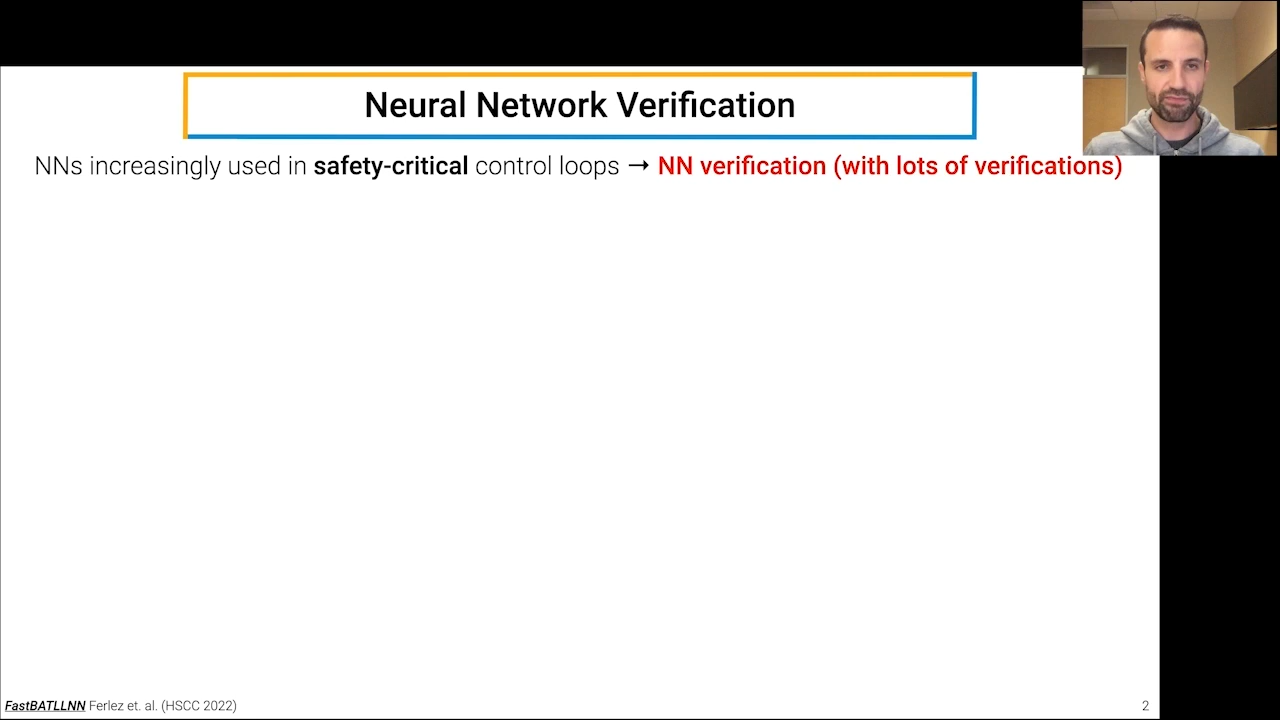 Neural Network Verification
NNs increasingly used in safety-critical control loops → NN verification (with lots of verifications)
FastBATLLNN Ferlez et. al. (HSCC 2022)
2